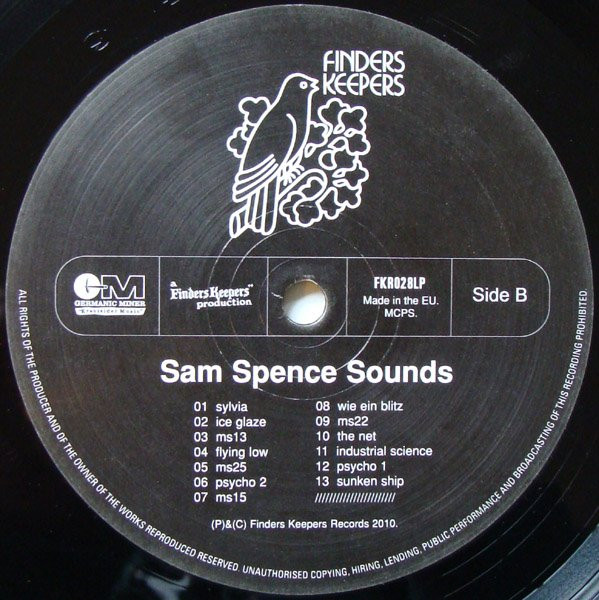 FINDERS
KEEPERS
GM
GERMANIC MINER
a
Finders Keepers
production
FKR028LP
Made in the EU.
MCPS.
Side B
Sam Spence Sounds
01 sylvia
02 ice glaze
03 ms13
04 flying low
05 ms25
06 psycho 2
07 ms15
08 wie ein blitz
09 ms22
10 the net
11 industrial science
12 psycho 1
13 sunken ship
///////////////////////
(P)&(C) Finders Keepers Records 2010.
ALL RIGHTS OF THE PRODUCER AND OF THE OWNER OF THE WORKS REPRODUCED RESERVED. UNAUTHORISED COPYING, HIRING, LENDING, PUBLIC PERFORMANCE AND BROADCASTING OF THIS RECORDING PROHIBITED.